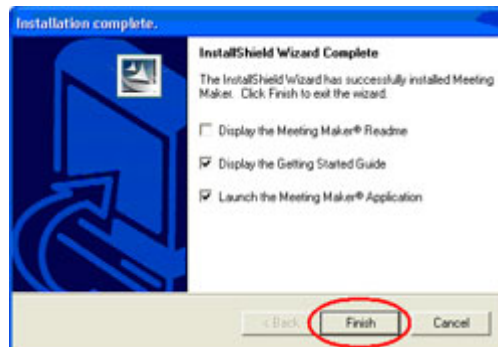 Installation complete.
InstallShield Wizard Complete
The InstallShield Wizard has successfully installed Meeting
Maker. Click Finish to exit the wizard.
Display the Meeting Maker® Readme
Display the Getting Started Guide
Launch the Meeting Maker® Application
< Back
Finish
Cancel